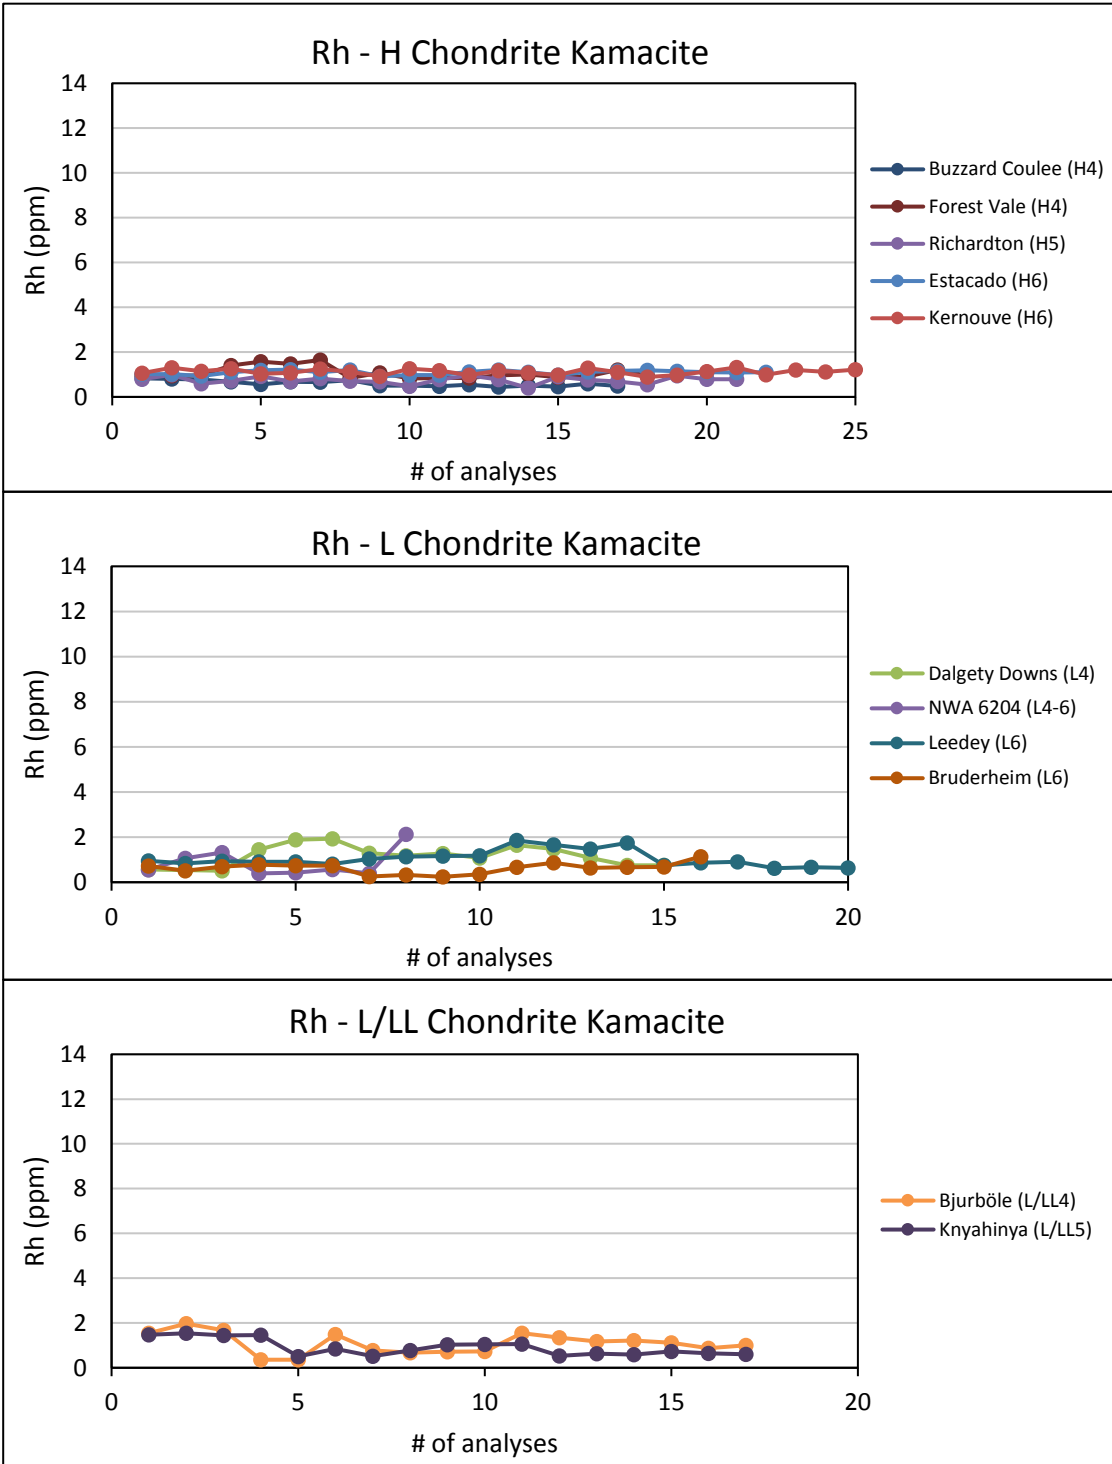 Rh - H Chondrite Kamacite
14
12
10
8
6
4
2
0
Rh (ppm)
0 5 10 15 20 25
# of analyses
Buzzard Coulee (H4)
Forest Vale (H4)
Richardton (H5)
Estacado (H6)
Kernouve (H6)
Rh - L Chondrite Kamacite
14
12
10
8
6
4
2
0
Rh (ppm)
0 5 10 15 20
# of analyses
Dalgety Downs (L4)
NWA 6204 (L4-6)
Leedey (L6)
Bruderheim (L6)
Rh - L/LL Chondrite Kamacite
14
12
10
8
6
4
2
0
Rh (ppm)
0 5 10 15 20
# of analyses
Bjurböle (L/LL4)
Knyahinya (L/LL5)